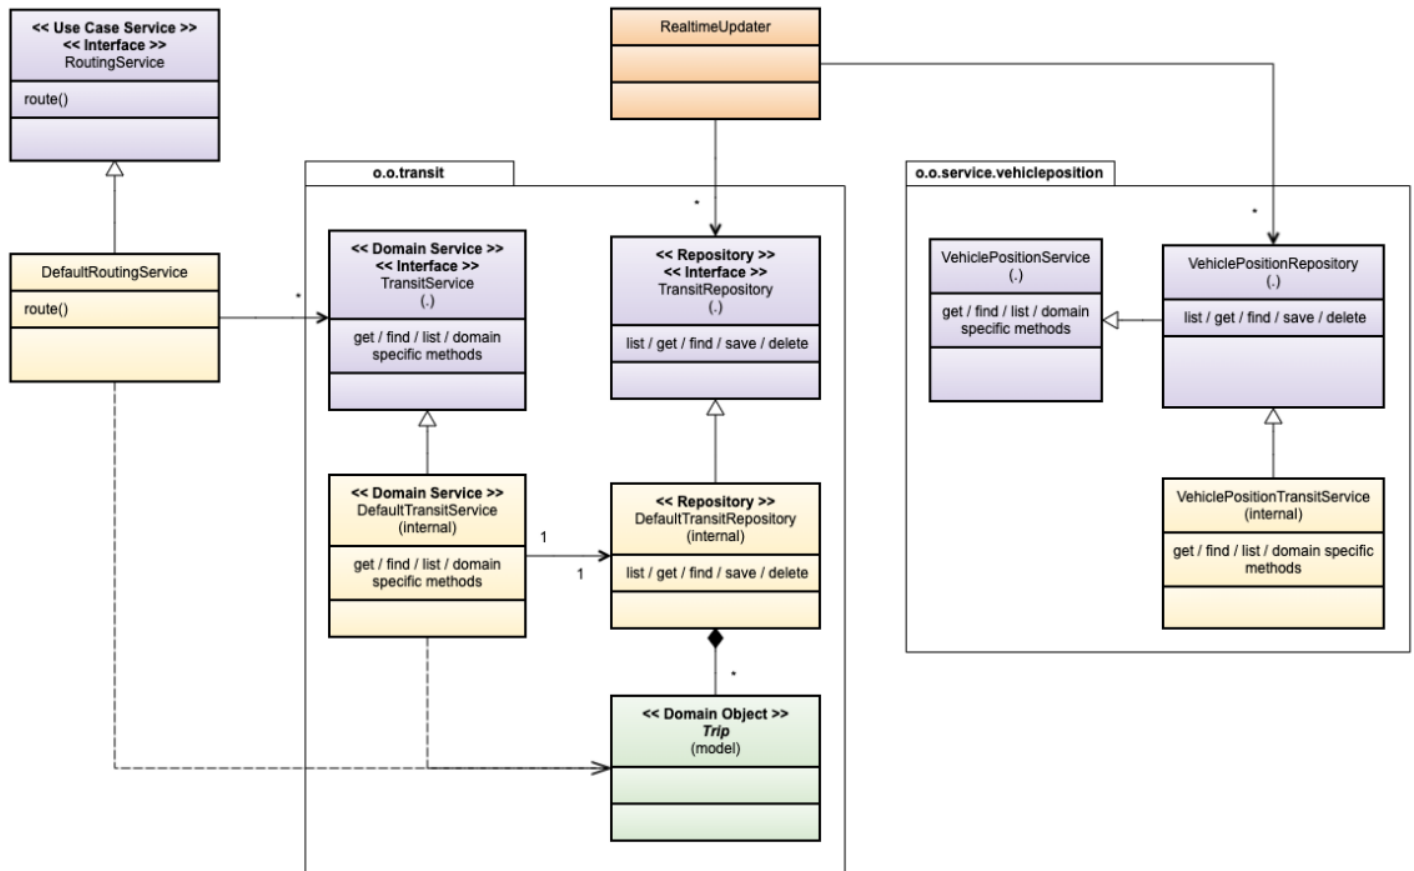 << Use Case Service >>
<< Interface >>
RoutingService
route()
RealtimeUpdater
o.o.transit
o.o.service.vehicleposition
*
*
<< Domain Service >>
<< Interface >>
TransitService
(.)
get / find / list / domain
specific methods
<< Repository >>
<< Interface >>
TransitRepository
(.)
list / get / find / save / delete
VehiclePositionService
(.)
get / find / list / domain
specific methods
VehiclePositionRepository
(.)
list / get / find / save / delete
DefaultRoutingService
route()
*
<< Domain Service >>
DefaultTransitService
(internal)
get / find / list / domain
specific methods
1
1
<< Repository >>
DefaultTransitRepository
(internal)
list / get / find / save / delete
VehiclePositionTransitService
(internal)
get / find / list / domain specific
methods
*
<< Domain Object >>
Trip
(model)